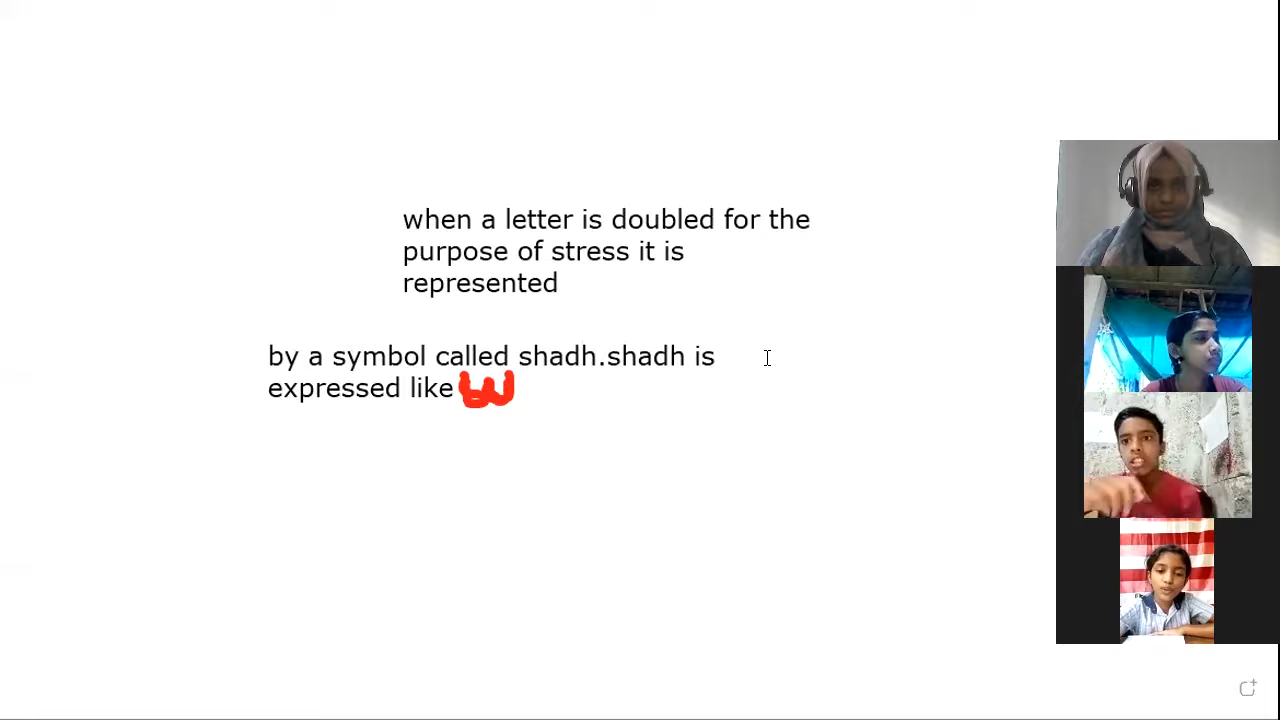 when a letter is doubled for the
purpose of stress it is
represented
by a symbol called shadh.shadh is
expressed like ّ